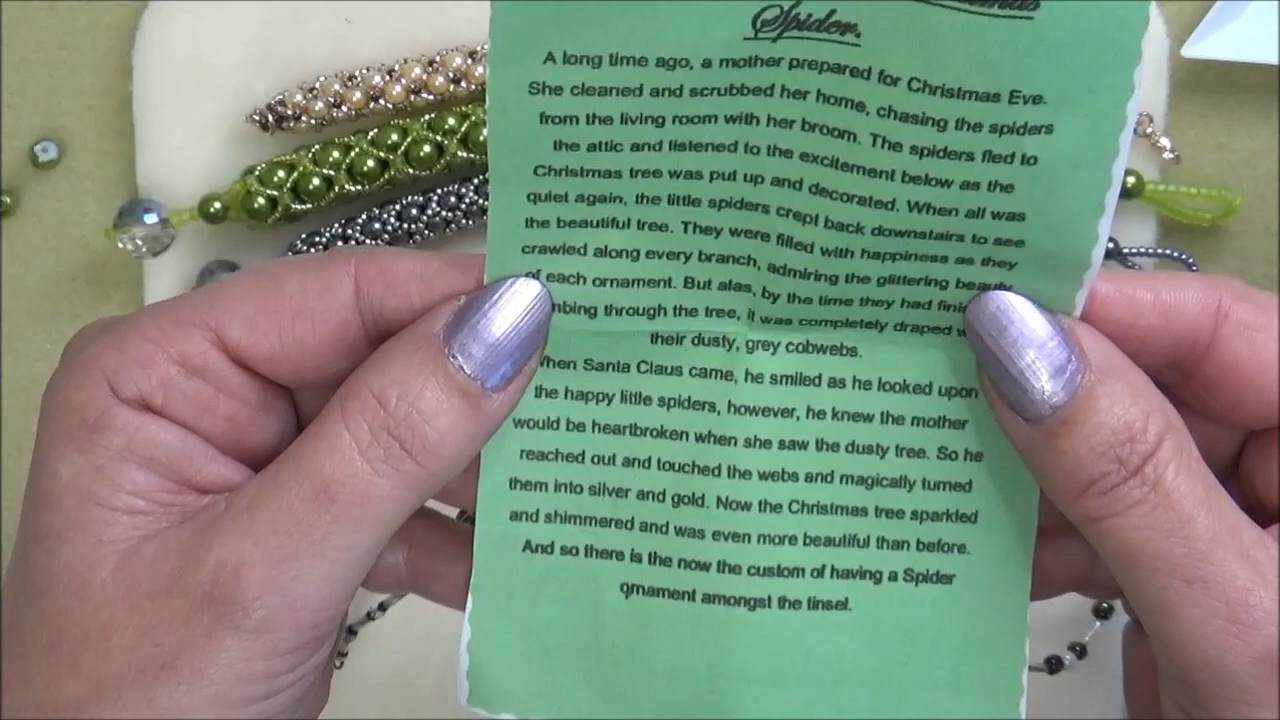 Spider.
A long time ago, a mother prepared for Christmas Eve.
She cleaned and scrubbed her home, chasing the spiders
from the living room with her broom. The spiders fled to
the attic and listened to the excitement below as the
Christmas tree was put up and decorated. When all was
quiet again, the little spiders crept back downstairs to see
the beautiful tree. They were filled with happiness as they
crawled along every branch, admiring the glittering beauty
of each ornament. But alas, by the time they had
through the tree, it was completely draped
their dusty, grey cobwebs.
When Santa Claus came, he smiled as he looked upon
the happy little spiders, however, he knew the mother
would be heartbroken when she saw the dusty tree. So he
reached out and touched the webs and magically turned
them into silver and gold. Now the Christmas tree sparkled
and shimmered and was even more beautiful than before.
And so there is the now the custom of having a Spider
ornament amongst the tinsel.